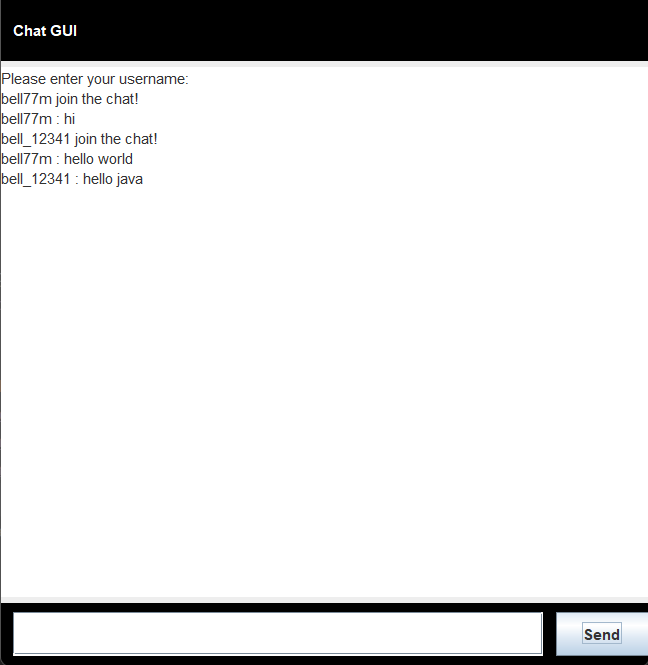 Chat GUI
Please enter your username:
bell77m join the chat!
bell77m : hi
bell_12341 join the chat!
bell77m : hello world
bell_12341 : hello java
Send